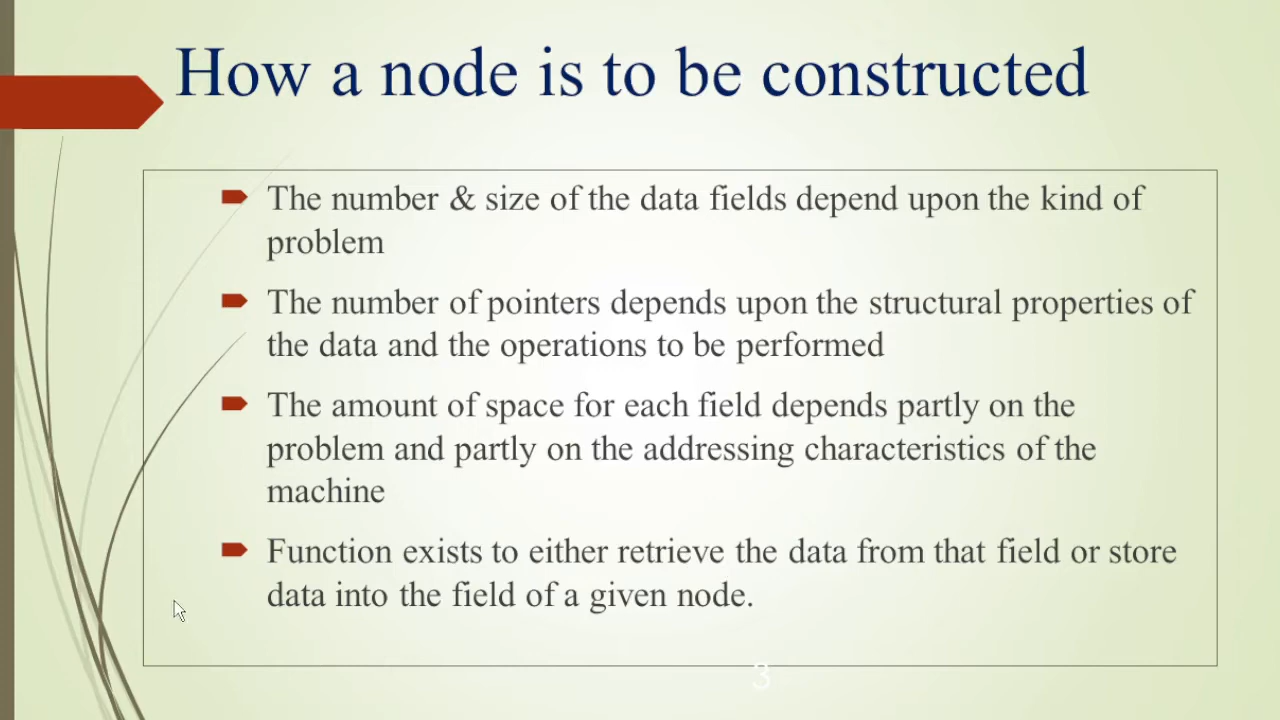 How a node is to be constructed
The number & size of the data fields depend upon the kind of
problem
The number of pointers depends upon the structural properties of
the data and the operations to be performed
The amount of space for each field depends partly on the
problem and partly on the addressing characteristics of the
machine
Function exists to either retrieve the data from that field or store
data into the field of a given node.
3